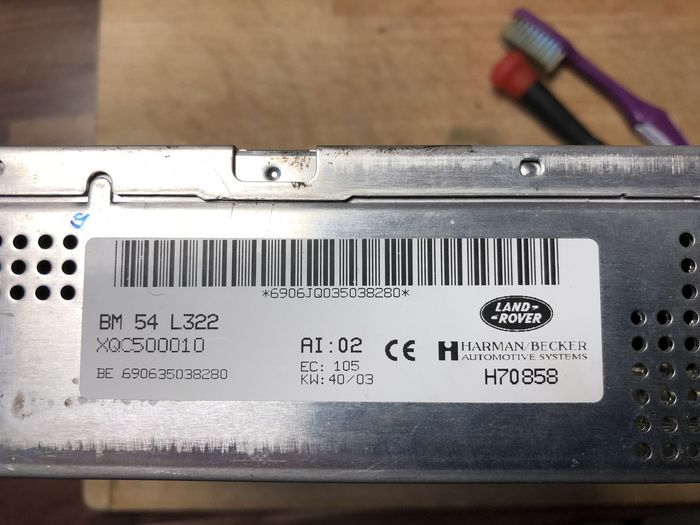 *6906JQ035038280*
BM 54 L322
XQC500010
BE 690635038280
AI:02
EC: 105
KW:40/03
CE
LAND-
-ROVER
HARMAN/BECKER
AUTOMOTIVE SYSTEMS
H70858